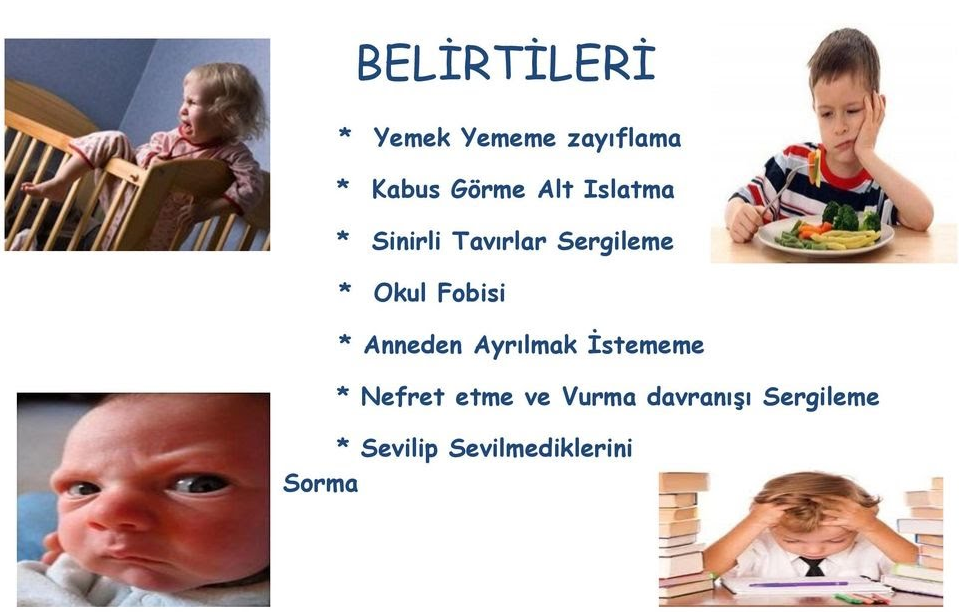 BELİRTİLERİ
* Yemek Yememe zayıflama
* Kabus Görme Alt Islatma
* Sinirli Tavırlar Sergileme
* Okul Fobisi
* Anneden Ayrılmak İstememe
* Nefret etme ve Vurma davranışı Sergileme
* Sevilip Sevilmediklerini
Sorma